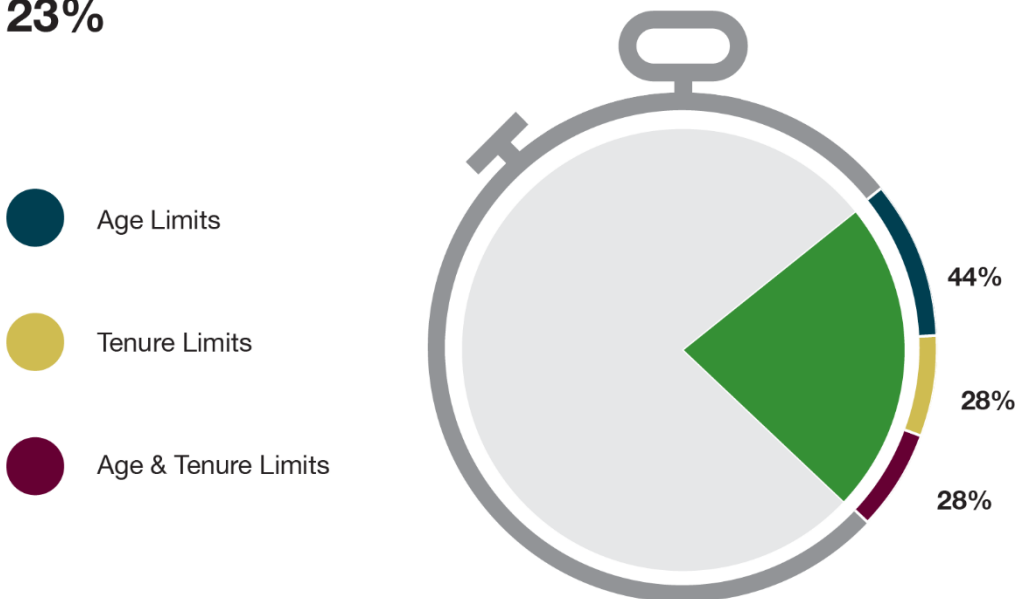 23%
Age Limits
44%
Tenure Limits
28%
Age & Tenure Limits
28%